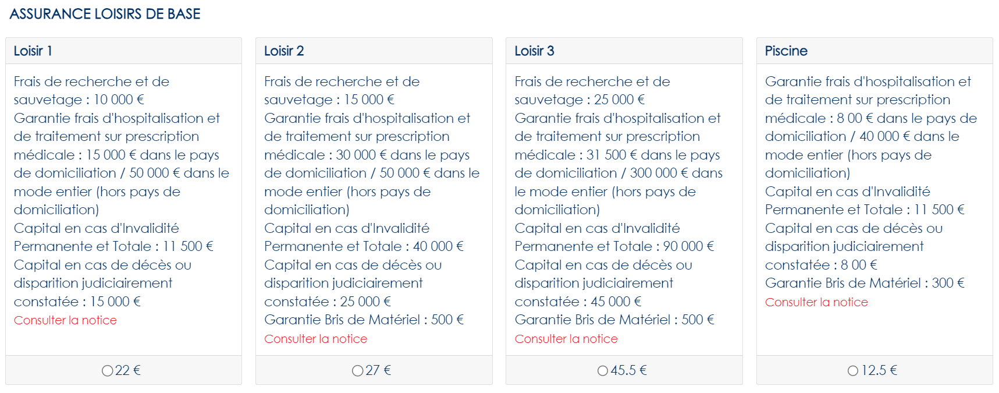 ASSURANCE LOISIRS DE BASE
Loisir 1
Frais de recherche et de
sauvetage : 10 000 €
Garantie frais d'hospitalisation et
de traitement sur prescription
médicale : 15 000 € dans le pays
de domiciliation / 50 000 € dans le
mode entier (hors pays de
domiciliation)
Capital en cas d'Invalidité
Permanente et Totale : 11 500 €
Capital en cas de décès ou
disparition judiciairement
constatée : 15 000 €
Consulter la notice
22 €
Loisir 2
Frais de recherche et de
sauvetage : 15 000 €
Garantie frais d'hospitalisation et
de traitement sur prescription
médicale : 30 000 € dans le pays
de domiciliation / 50 000 € dans le
mode entier (hors pays de
domiciliation)
Capital en cas d'Invalidité
Permanente et Totale : 40 000 €
Capital en cas de décès ou
disparition judiciairement
constatée : 25 000 €
Garantie Bris de Matériel : 500 €
Consulter la notice
27 €
Loisir 3
Frais de recherche et de
sauvetage : 25 000 €
Garantie frais d'hospitalisation et
de traitement sur prescription
médicale : 31 500 € dans le pays
de domiciliation / 300 000 € dans
le mode entier (hors pays de
domiciliation)
Capital en cas d'Invalidité
Permanente et Totale : 90 000 €
Capital en cas de décès ou
disparition judiciairement
constatée : 45 000 €
Garantie Bris de Matériel : 500 €
Consulter la notice
45.5 €
Piscine
Garantie frais d'hospitalisation et
de traitement sur prescription
médicale : 8 00 € dans le pays de
domiciliation / 40 000 € dans le
mode entier (hors pays de
domiciliation)
Capital en cas d'Invalidité
Permanente et Totale : 11 500 €
Capital en cas de décès ou
disparition judiciairement
constatée : 8 00 €
Garantie Bris de Matériel : 300 €
Consulter la notice
12.5 €